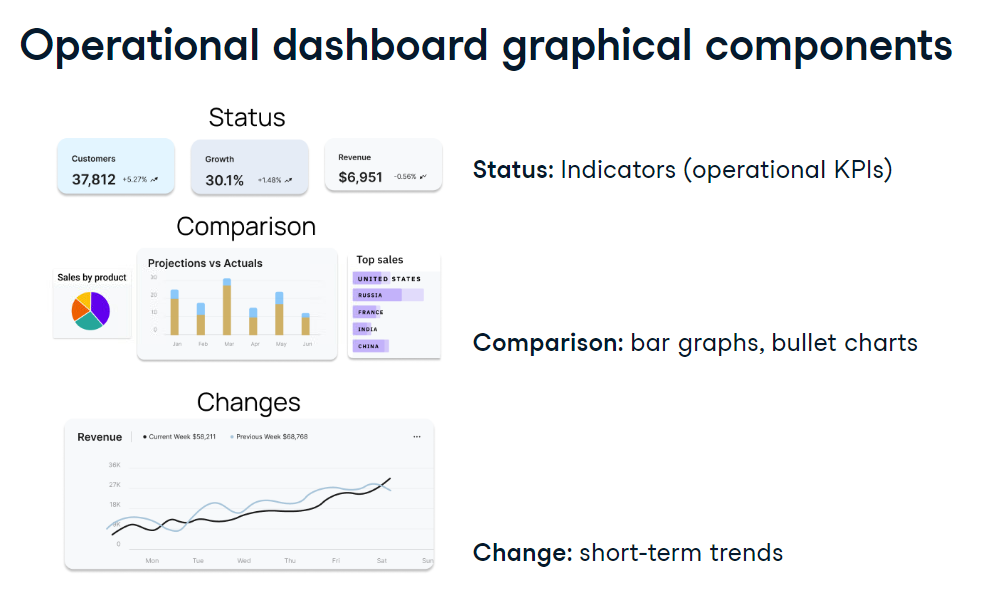 Operational dashboard graphical components
Status
Customers
37,812 +5.27%
Growth
30.1% +1.48%
Revenue
$6,951 -0.56%
Status: Indicators (operational KPIs)
Comparison
Sales by product
Projections vs Actuals
30
20
10
0
Jan Feb Mar Apr May Jun
Top sales
UNITED STATES
RUSSIA
FRANCE
INDIA
CHINA
Comparison: bar graphs, bullet charts
Changes
Revenue
Current Week $58,211
Previous Week $68,768
...
36K
27K
18K
9K
0
Mon Tue Wed Thu Fri Sat Sun
Change: short-term trends